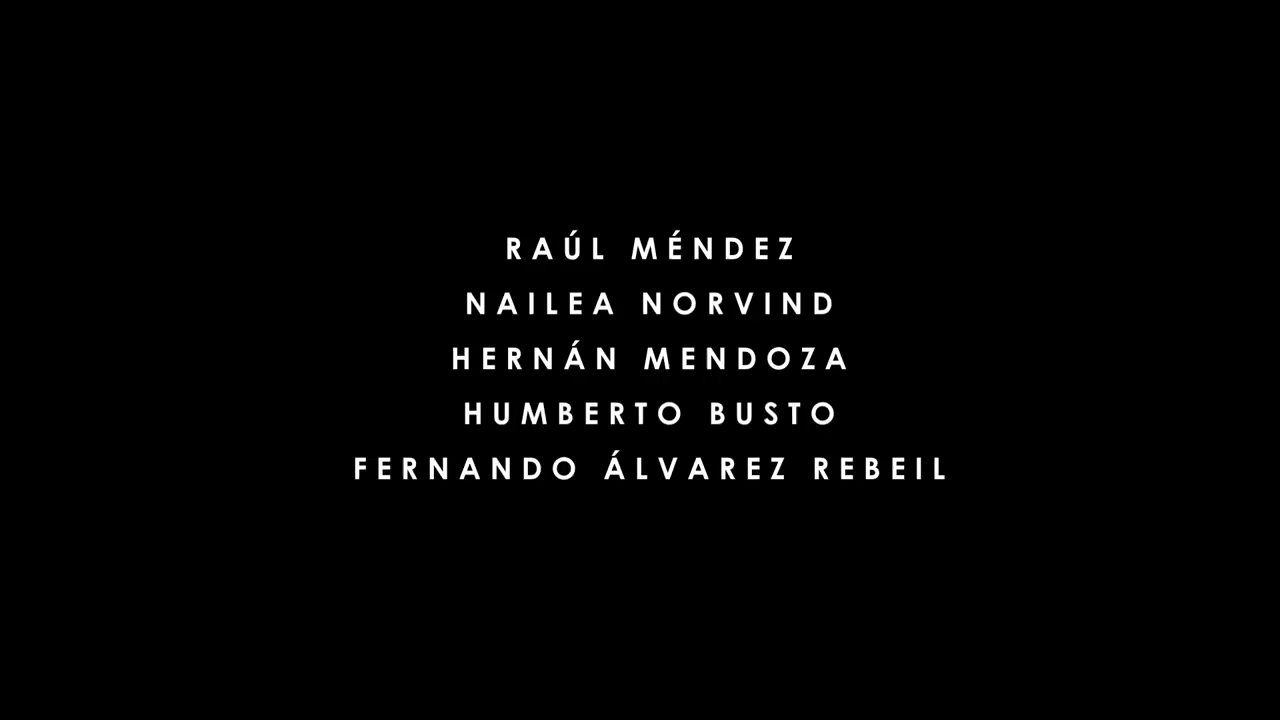 RAÚL MÉNDEZ
NAILEA NORVIND
HERNÁN MENDOZA
HUMBERTO BUSTO
FERNANDO ÁLVAREZ REBEIL